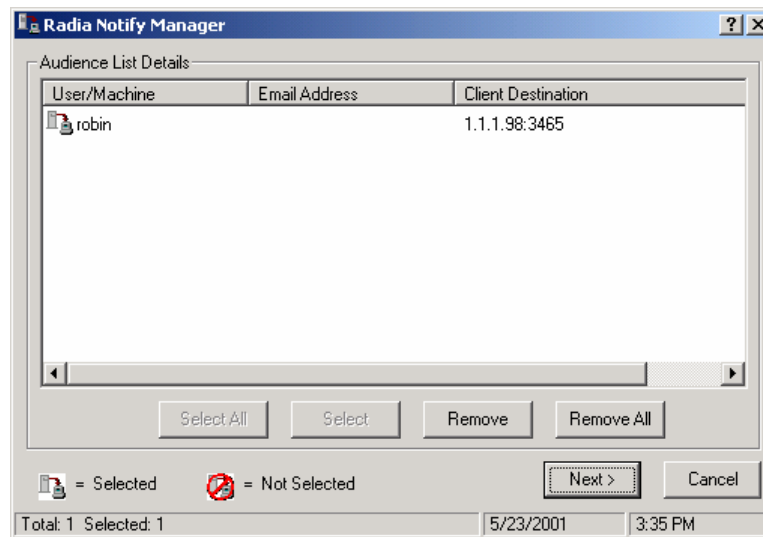 Radia Notify Manager
Audience List Details
User/Machine Email Address Client Destination
robin 1.1.1.98:3465
Select All Select Remove Remove All
= Selected = Not Selected Next > Cancel
Total: 1 Selected: 1 5/23/2001 3:35 PM